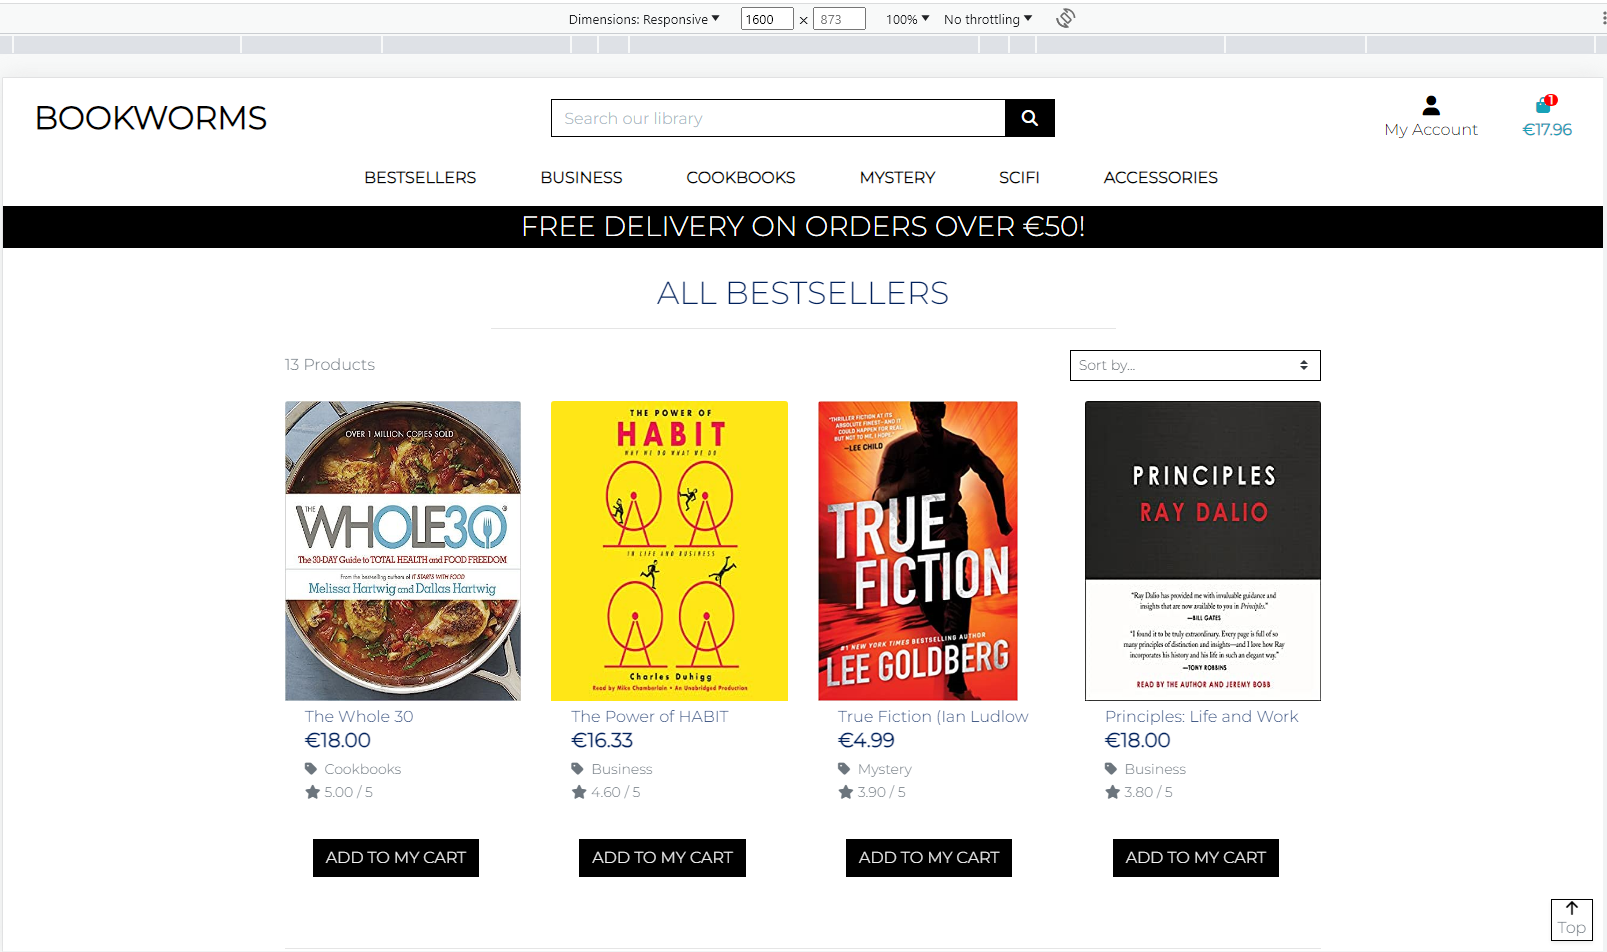 Dimensions: Responsive 1600 × 873 100% No throttling
BOOKWORMS
Search our library
My Account
1
€17.96
BESTSELLERS BUSINESS COOKBOOKS MYSTERY SCIFI ACCESSORIES
FREE DELIVERY ON ORDERS OVER €50!
ALL BESTSELLERS
13 Products
Sort by...
OVER 1 MILLION COPIES SOLD
THE
WHOLE30®
The 30-DAY Guide to TOTAL HEALTH and FOOD FREEDOM
From the bestselling authors of IT STARTS WITH FOOD
Melissa Hartwig and Dallas Hartwig
The Whole 30
€18.00
Cookbooks
5.00 / 5
ADD TO MY CART
THE POWER OF
HABIT
WHY WE DO WHAT WE DO
IN LIFE AND BUSINESS
Charles Duhigg
Read by Mike Chamberlain • An Unabridged Production
The Power of HABIT
€16.33
Business
4.60 / 5
ADD TO MY CART
"THRILLER FICTION AT ITS
ABSOLUTE FINEST–AND IT
COULD HAPPEN FOR REAL.
BUT NOT TO ME, I HOPE."
—LEE CHILD
TRUE
FICTION
#1 NEW YORK TIMES BESTSELLING AUTHOR
LEE GOLDBERG
True Fiction (Ian Ludlow
€4.99
Mystery
3.90 / 5
ADD TO MY CART
PRINCIPLES
RAY DALIO
"Ray Dalio has provided me with invaluable guidance and
insights that are now available to you in Principles."
—BILL GATES
"I found it to be truly extraordinary. Every page is full of so
many principles of distinction and insights—and I love how Ray
incorporates his history and his life in such an elegant way."
—TONY ROBBINS
READ BY THE AUTHOR AND JEREMY BOBB
Principles: Life and Work
€18.00
Business
3.80 / 5
ADD TO MY CART
Top